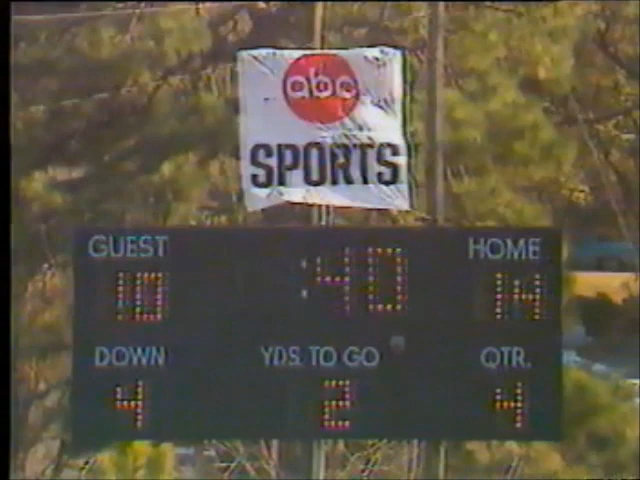 abc
SPORTS
GUEST :40 HOME
10 14
DOWN YDS. TO GO QTR.
4 2 4